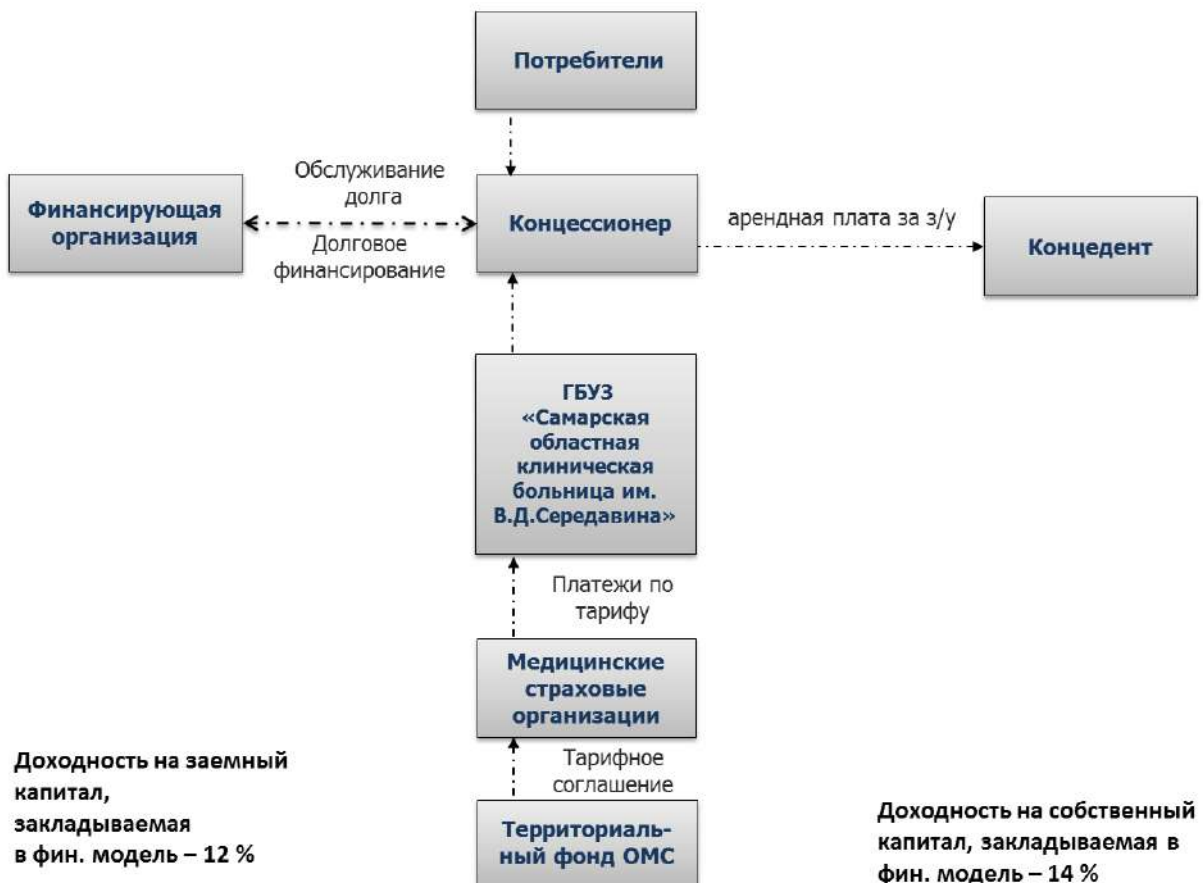 Потребители
Обслуживание
долга
Финансирующая
организация
Долговое
финансирование
Концессионер
арендная плата за з/у
Концедент
ГБУЗ
«Самарская
областная
клиническая
больница им.
В.Д.Середавина»
Платежи по
тарифу
Медицинские
страховые
организации
Тарифное
соглашение
Территориаль-
ный фонд ОМС
Доходность на заемный
капитал,
закладываемая
в фин. модель – 12 %
Доходность на собственный
капитал, закладываемая в
фин. модель – 14 %